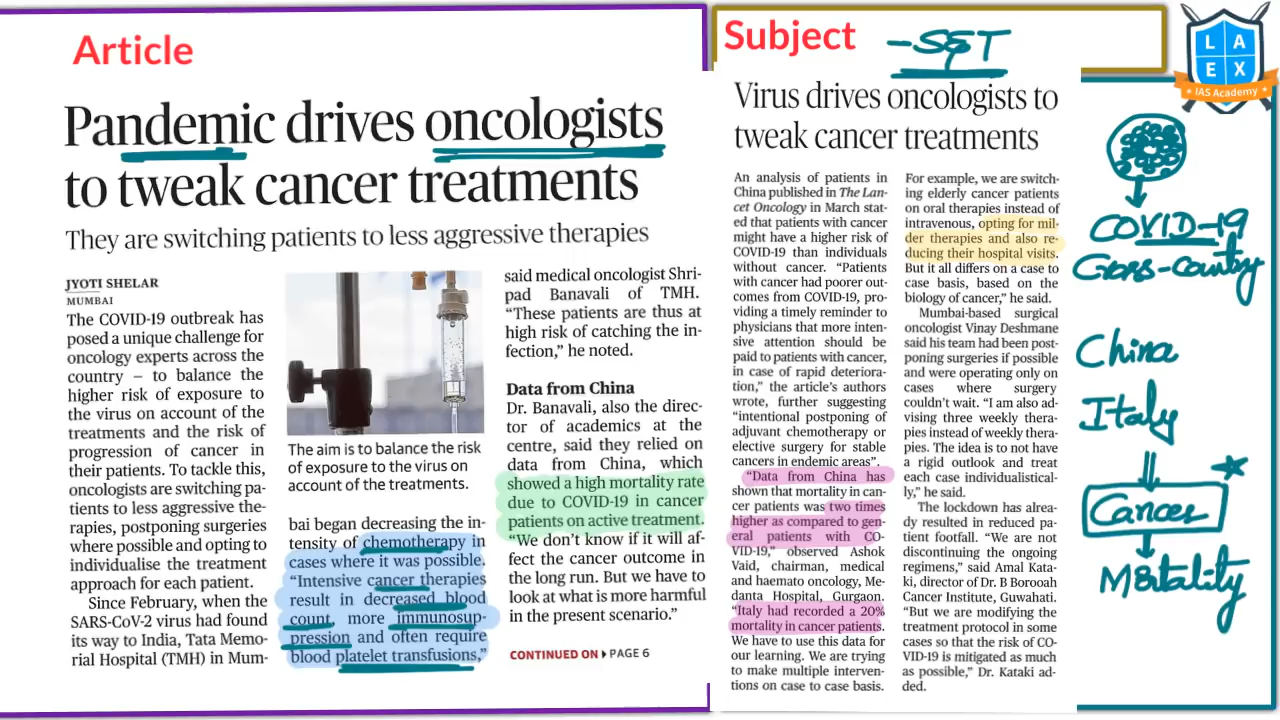 Article
Pandemic drives oncologists
to tweak cancer treatments
They are switching patients to less aggressive therapies
JYOTI SHELAR
MUMBAI
The COVID-19 outbreak has
posed a unique challenge for
oncology experts across the
country – to balance the
higher risk of exposure to
the virus on account of the
treatments and the risk of
progression of cancer in
their patients. To tackle this,
oncologists are switching pa-
tients to less aggressive the-
rapies, postponing surgeries
where possible and opting to
individualise the treatment
approach for each patient.
Since February, when the
SARS-CoV-2 virus had found
its way to India, Tata Memo-
rial Hospital (TMH) in Mum-
The aim is to balance the risk
of exposure to the virus on
account of the treatments.
bai began decreasing the in-
tensity of chemotherapy in
cases where it was possible.
“Intensive cancer therapies
result in decreased blood
count, more immunosup-
pression and often require
blood platelet transfusions,”
said medical oncologist Shri-
pad Banavali of TMH.
“These patients are thus at
high risk of catching the in-
fection,” he noted.
Data from China
Dr. Banavali, also the direc-
tor of academics at the
centre, said they relied on
data from China, which
showed a high mortality rate
due to COVID-19 in cancer
patients on active treatment.
“We don’t know if it will af-
fect the cancer outcome in
the long run. But we have to
look at what is more harmful
in the present scenario.”
CONTINUED ON PAGE 6
Subject -S&T
Virus drives oncologists to
tweak cancer treatments
An analysis of patients in
China published in The Lan-
cet Oncology in March stat-
ed that patients with cancer
might have a higher risk of
COVID-19 than individuals
without cancer. “Patients
with cancer had poorer out-
comes from COVID-19, pro-
viding a timely reminder to
physicians that more inten-
sive attention should be
paid to patients with cancer,
in case of rapid deteriora-
tion,” the article’s authors
wrote, further suggesting
“intentional postponing of
adjuvant chemotherapy or
elective surgery for stable
cancers in endemic areas”.
“Data from China has
shown that mortality in can-
cer patients was two times
higher as compared to gen-
eral patients with CO-
VID-19,” observed Ashok
Vaid, chairman, medical
and haemato oncology, Me-
danta Hospital, Gurgaon.
“Italy had recorded a 20%
mortality in cancer patients.
We have to use this data for
our learning. We are trying
to make multiple interven-
tions on case to case basis.
For example, we are switch-
ing elderly cancer patients
on oral therapies instead of
intravenous, opting for mil-
der therapies and also re-
ducing their hospital visits.
But it all differs on a case to
case basis, based on the
biology of cancer,” he said.
Mumbai-based surgical
oncologist Vinay Deshmane
said his team had been post-
poning surgeries if possible
and were operating only on
cases where surgery
couldn’t wait. “I am also ad-
vising three weekly thera-
pies instead of weekly thera-
pies. The idea is to not have
a rigid outlook and treat
each case individualistical-
ly,” he said.
The lockdown has alrea-
dy resulted in reduced pa-
tient footfall. “We are not
discontinuing the ongoing
regimens,” said Amal Kata-
ki, director of Dr. B Borooah
Cancer Institute, Guwahati.
“But we are modifying the
treatment protocol in some
cases so that the risk of CO-
VID-19 is mitigated as much
as possible,” Dr. Kataki ad-
ded.
LA
EX
IAS Academy
COVID-19
Cross-country
China
Italy
Cancer
Mortality